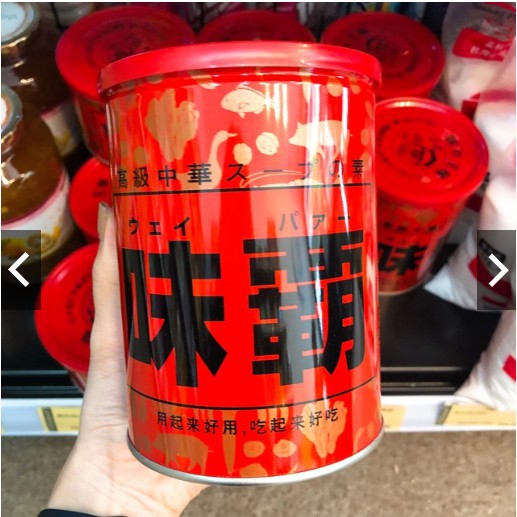 高級中華スープの素
ウェイ パァー
味覇
用起来好用,吃起来好吃